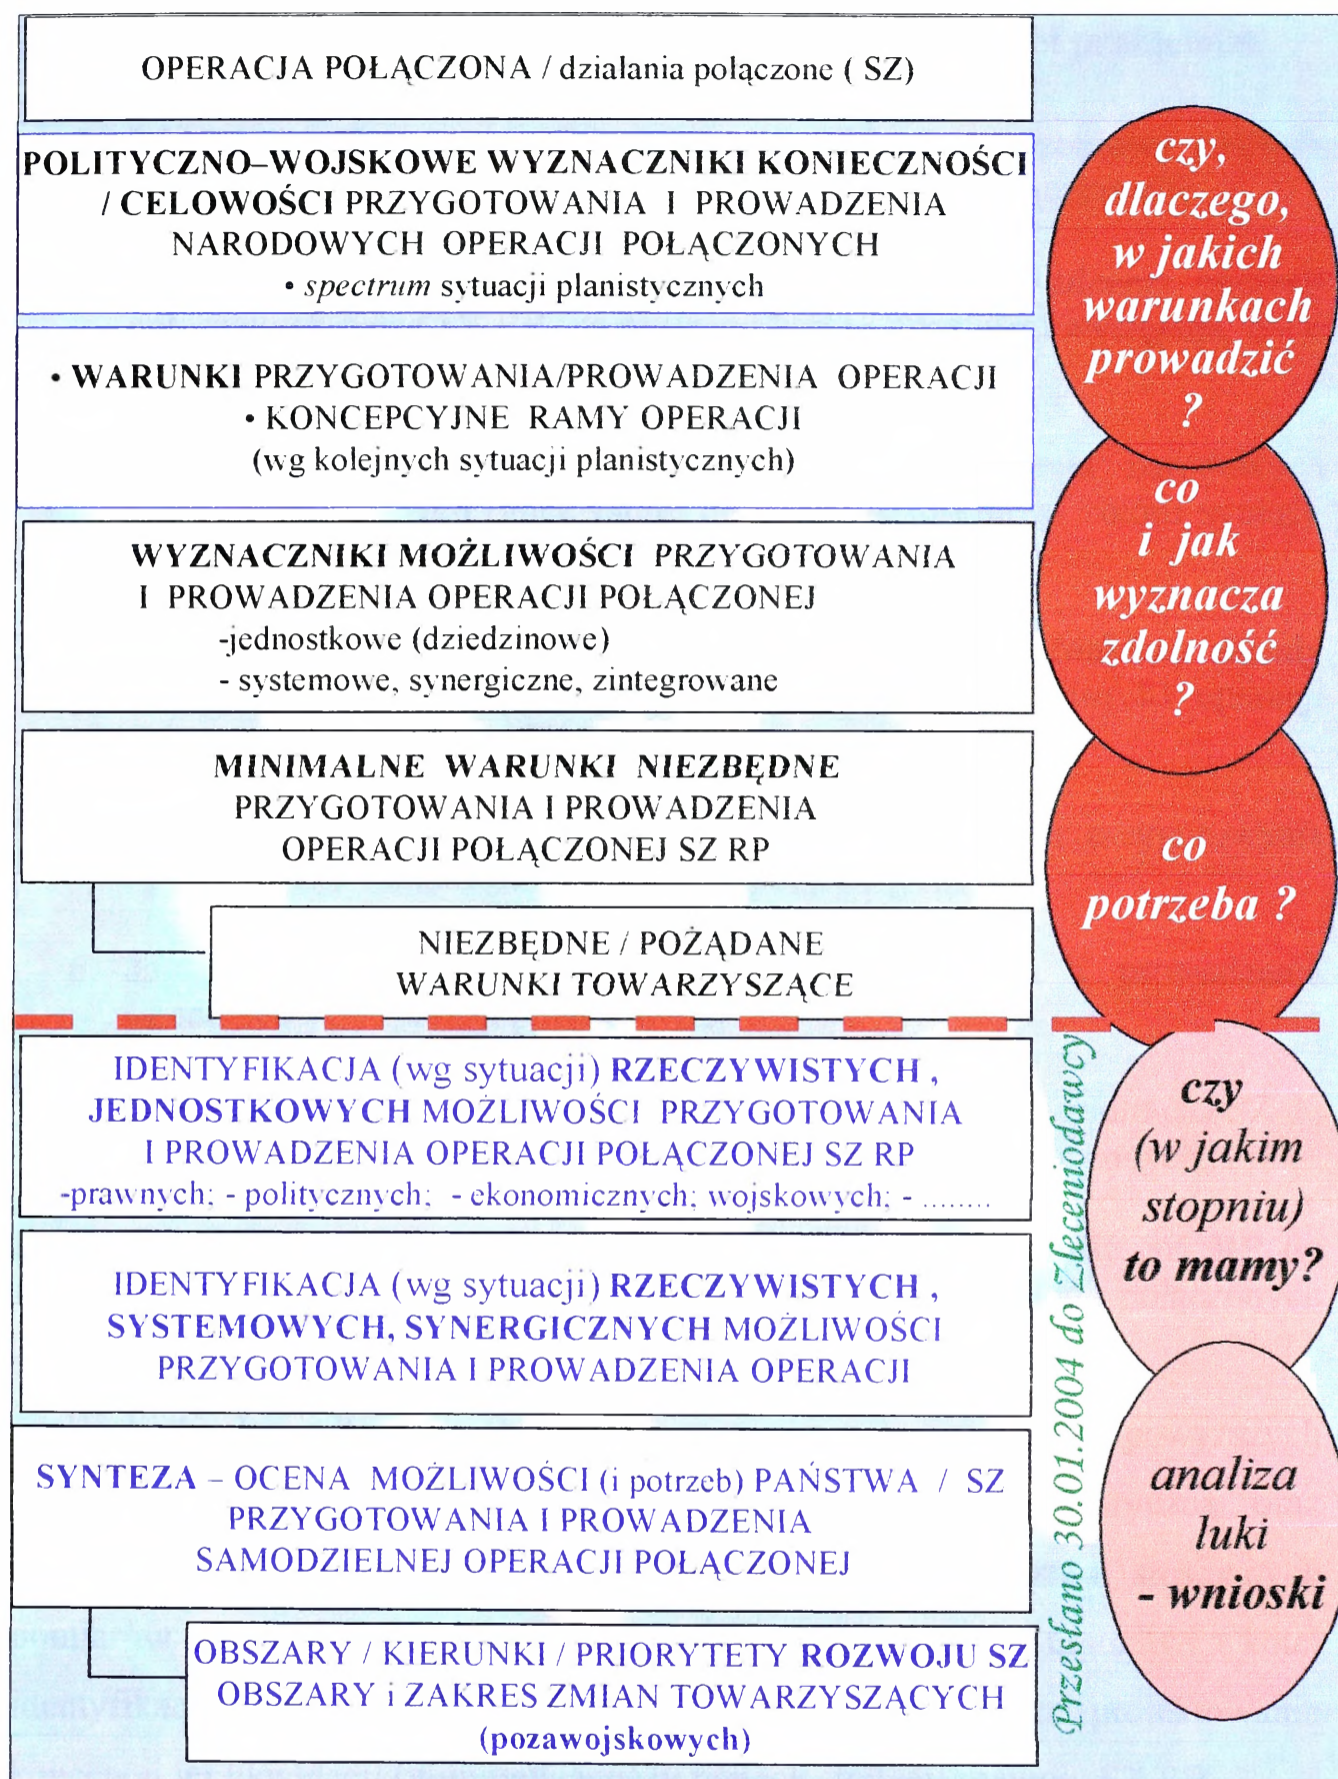 OPERACJA POŁĄCZONA / dzialania polączone ( SZ)
POLITYCZNO–WOJSKOWE WYZNACZNIKI KONIECZNOŚCI
/ CELOWOŚCI PRZYGOTOWANIA I PROWADZENIA
NARODOWYCH OPERACJI POŁĄCZONYCH
• spectrum sytuacji planistycznych
czy,
dlaczego,
w jakich
warunkach
prowadzić
?
• WARUNKI PRZYGOTOWANIA/PROWADZENIA OPERACJI
• KONCEPCYJNE RAMY OPERACJI
(wg kolejnych sytuacji planistycznych)
WYZNACZNIKI MOŻLIWOŚCI PRZYGOTOWANIA
I PROWADZENIA OPERACJI POŁĄCZONEJ
-jednostkowe (dziedzinowe)
- systemowe, synergiczne, zintegrowane
co
i jak
wyznacza
zdolność
?
MINIMALNE WARUNKI NIEZBĘDNE
PRZYGOTOWANIA I PROWADZENIA
OPERACJI POŁĄCZONEJ SZ RP
co
potrzeba ?
NIEZBĘDNE / POŻĄDANE
WARUNKI TOWARZYSZĄCE
IDENTYFIKACJA (wg sytuacji) RZECZYWISTYCH ,
JEDNOSTKOWYCH MOŻLIWOŚCI PRZYGOTOWANIA
I PROWADZENIA OPERACJI POŁĄCZONEJ SZ RP
-prawnych; - politycznych; - ekonomicznych; wojskowych; - ........
czy
(w jakim
stopniu)
to mamy?
IDENTYFIKACJA (wg sytuacji) RZECZYWISTYCH ,
SYSTEMOWYCH, SYNERGICZNYCH MOŻLIWOŚCI
PRZYGOTOWANIA I PROWADZENIA OPERACJI
SYNTEZA – OCENA MOŻLIWOŚCI (i potrzeb) PAŃSTWA / SZ
PRZYGOTOWANIA I PROWADZENIA
SAMODZIELNEJ OPERACJI POŁĄCZONEJ
analiza
luki
- wnioski
OBSZARY / KIERUNKI / PRIORYTETY ROZWOJU SZ
OBSZARY i ZAKRES ZMIAN TOWARZYSZĄCYCH
(pozawojskowych)
Przesłano 30.01.2004 do Zleceniodawcy